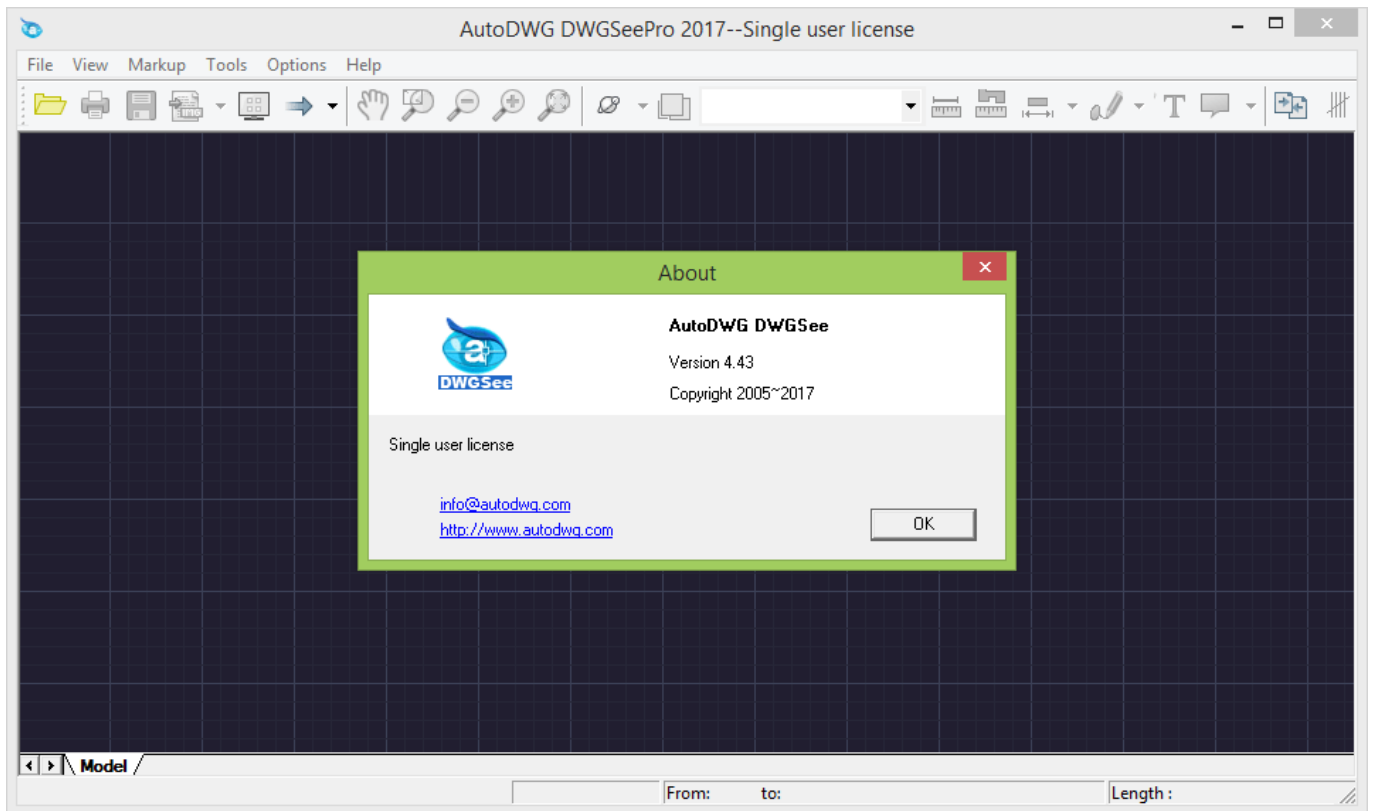 AutoDWG DWGSeePro 2017--Single user license
File View Markup Tools Options Help
T
About
a
DWGSee
AutoDWG DWGSee
Version 4.43
Copyright 2005~2017
Single user license
info@autodwg.com
http://www.autodwg.com
OK
Model
From: to: Length :